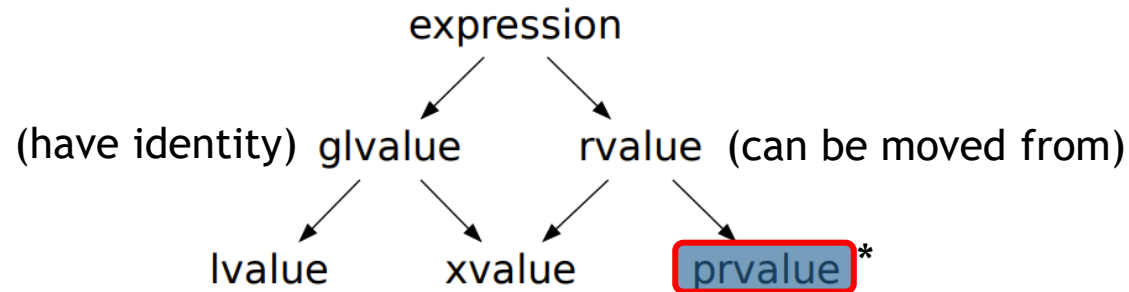 expression
(have identity) glvalue rvalue (can be moved from)
lvalue xvalue prvalue*